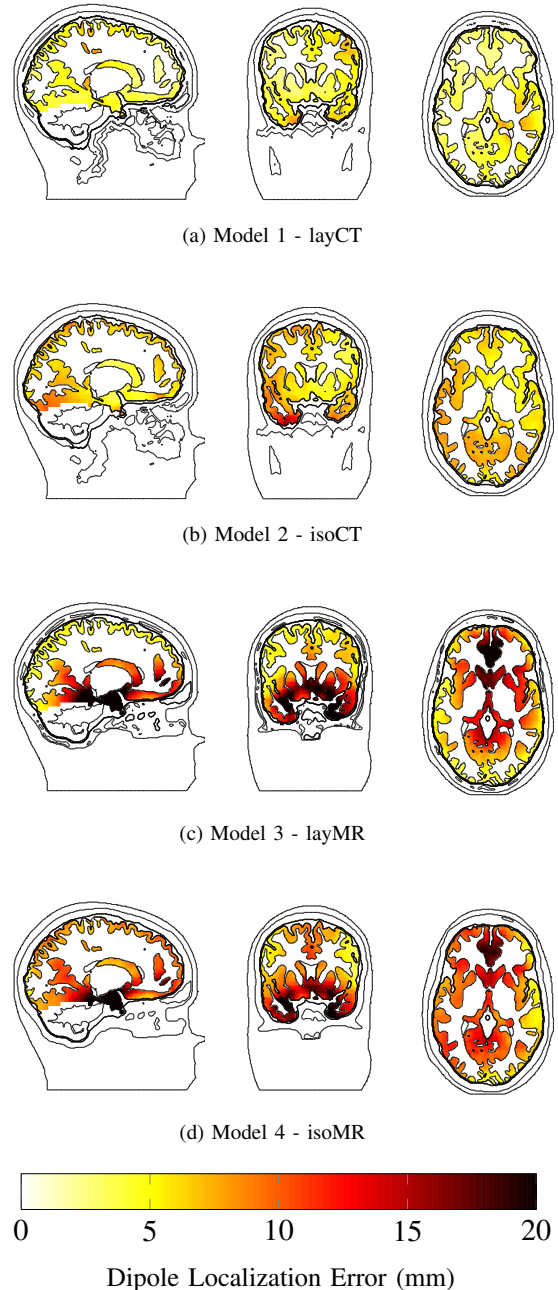 (a) Model 1 - layCT
(b) Model 2 - isoCT
(c) Model 3 - layMR
(d) Model 4 - isoMR
0 5 10 15 20
Dipole Localization Error (mm)